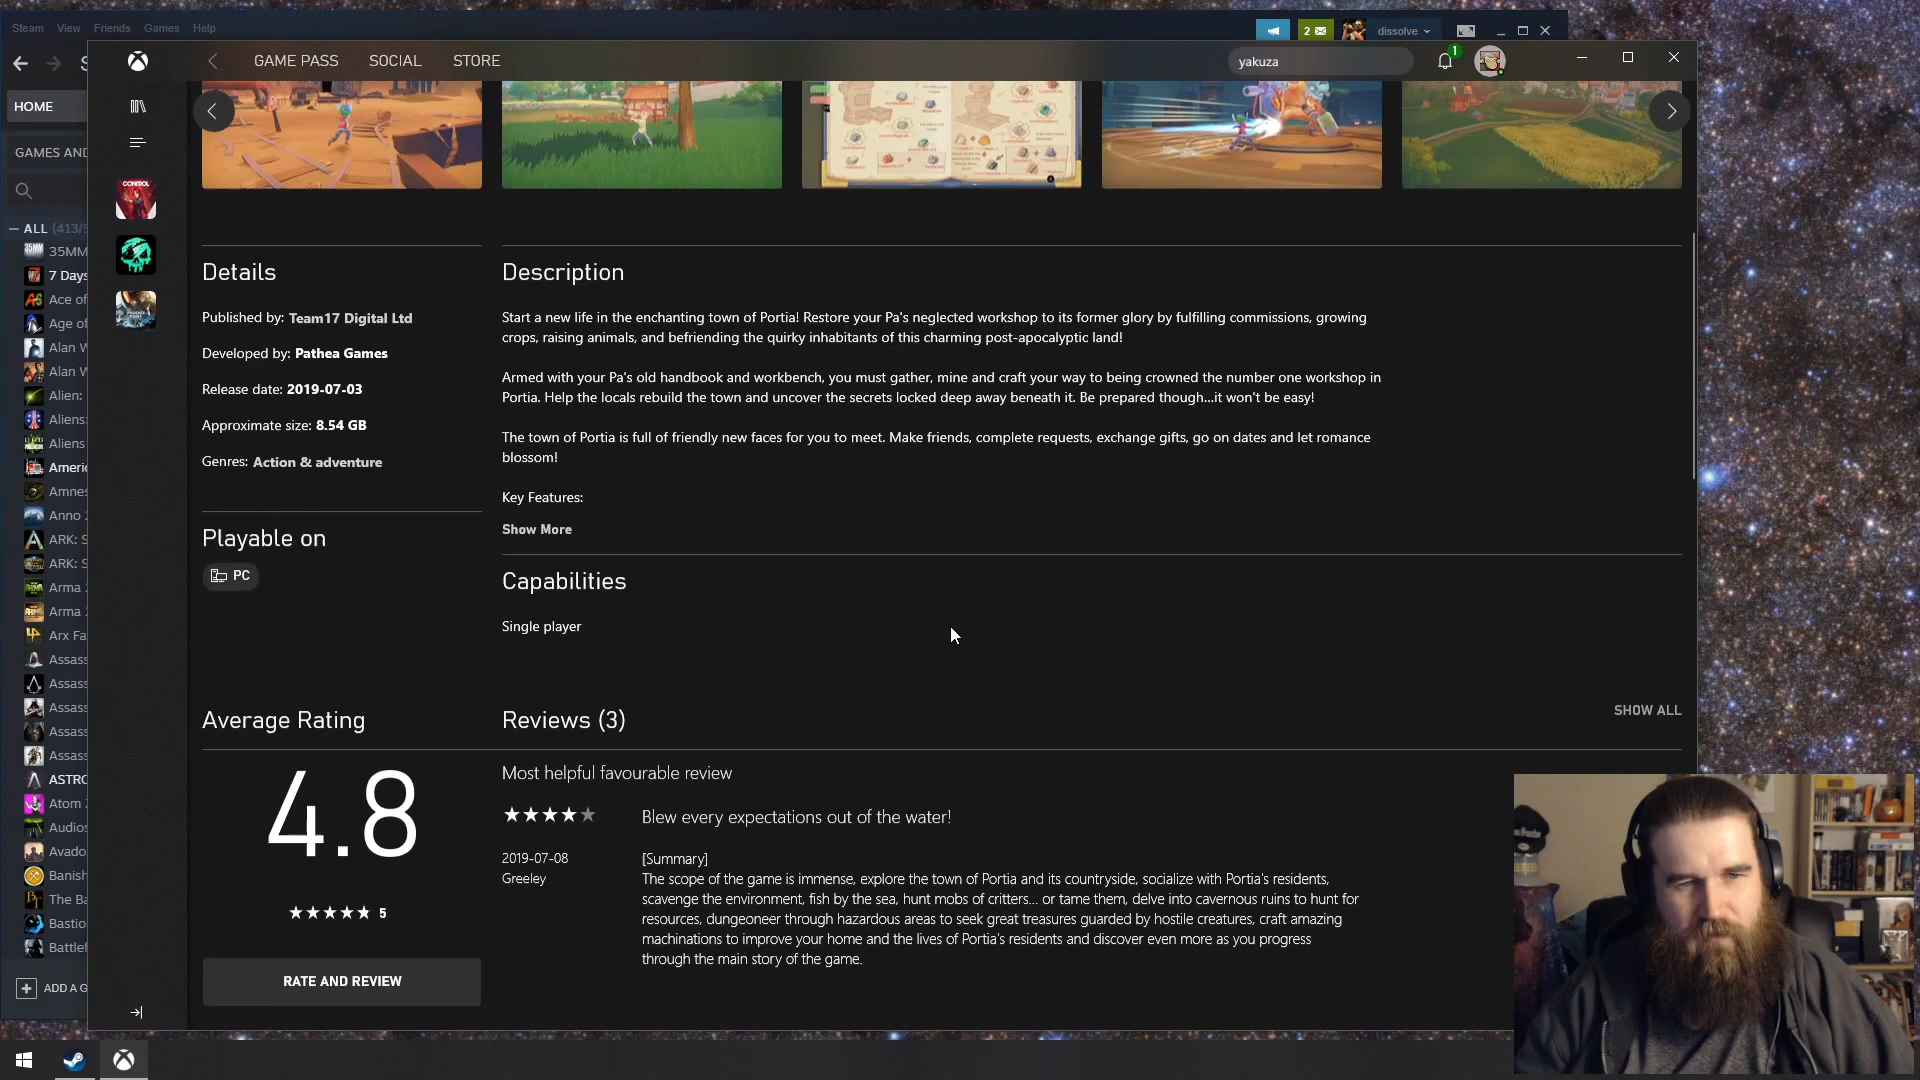 Steam View Friends Games Help
2 dissolve
GAME PASS SOCIAL STORE
yakuza
1
HOME
GAMES AND
CONTROL
ALL (413/
35MM
7 Days
Ace of
Age of
Alan W
Alan W
Alien:
Aliens:
Aliens
Americ
Amnes
Anno
ARK: S
ARK: S
Arma
Arma
Arx Fa
Assass
Assass
Assass
Assass
Assass
ASTRO
Atom
Audios
Avado
Banish
The Ba
Bastio
Battlef
ADD A G
Details
Published by: Team17 Digital Ltd
Developed by: Pathea Games
Release date: 2019-07-03
Approximate size: 8.54 GB
Genres: Action & adventure
Playable on
PC
Description
Start a new life in the enchanting town of Portia! Restore your Pa's neglected workshop to its former glory by fulfilling commissions, growing
crops, raising animals, and befriending the quirky inhabitants of this charming post-apocalyptic land!
Armed with your Pa's old handbook and workbench, you must gather, mine and craft your way to being crowned the number one workshop in
Portia. Help the locals rebuild the town and uncover the secrets locked deep away beneath it. Be prepared though...it won't be easy!
The town of Portia is full of friendly new faces for you to meet. Make friends, complete requests, exchange gifts, go on dates and let romance
blossom!
Key Features:
Show More
Capabilities
Single player
Average Rating
4.8
5
RATE AND REVIEW
Reviews (3)
SHOW ALL
Most helpful favourable review
Blew every expectations out of the water!
2019-07-08
Greeley
[Summary]
The scope of the game is immense, explore the town of Portia and its countryside, socialize with Portia's residents,
scavenge the environment, fish by the sea, hunt mobs of critters... or tame them, delve into cavernous ruins to hunt for
resources, dungeoneer through hazardous areas to seek great treasures guarded by hostile creatures, craft amazing
machinations to improve your home and the lives of Portia's residents and discover even more as you progress
through the main story of the game.